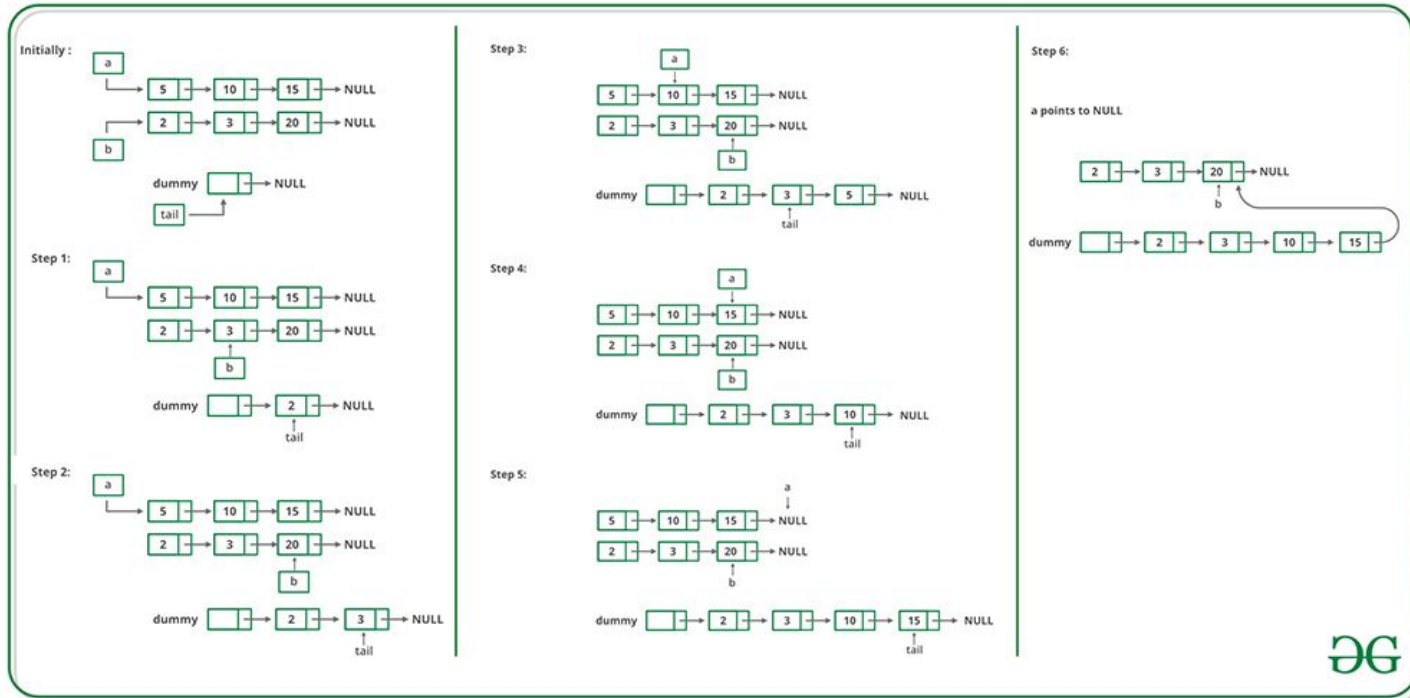 Initially :
a
5 10 15 NULL
2 3 20 NULL
b
dummy NULL
tail
Step 1:
a
5 10 15 NULL
2 3 20 NULL
b
dummy 2 NULL
tail
Step 2:
a
5 10 15 NULL
2 3 20 NULL
b
dummy 2 3 NULL
tail
Step 3:
a
5 10 15 NULL
2 3 20 NULL
b
dummy 2 3 5 NULL
tail
Step 4:
a
5 10 15 NULL
2 3 20 NULL
b
dummy 2 3 10 NULL
tail
Step 5:
a
5 10 15 NULL
2 3 20 NULL
b
dummy 2 3 10 15 NULL
tail
Step 6:
a points to NULL
2 3 20 NULL
b
dummy 2 3 10 15
GG